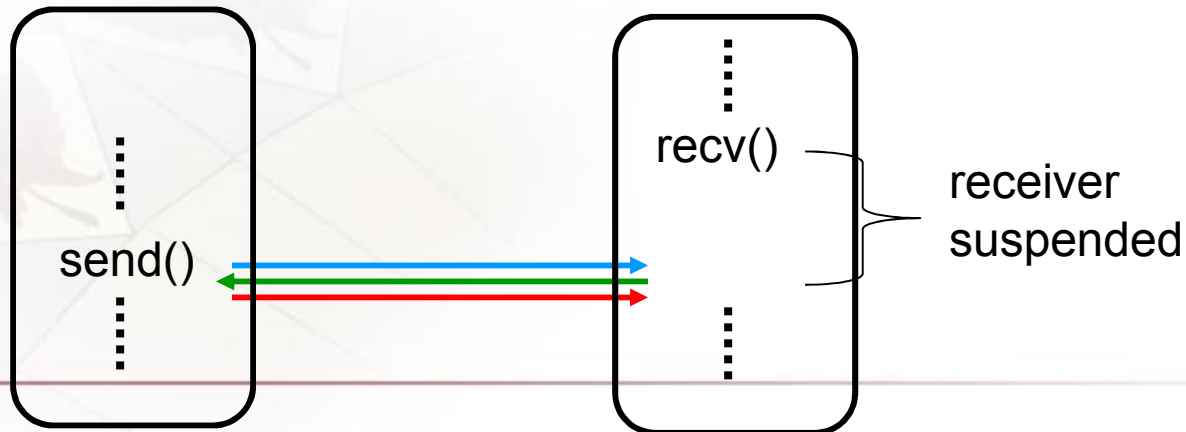 send()
recv()
receiver
suspended